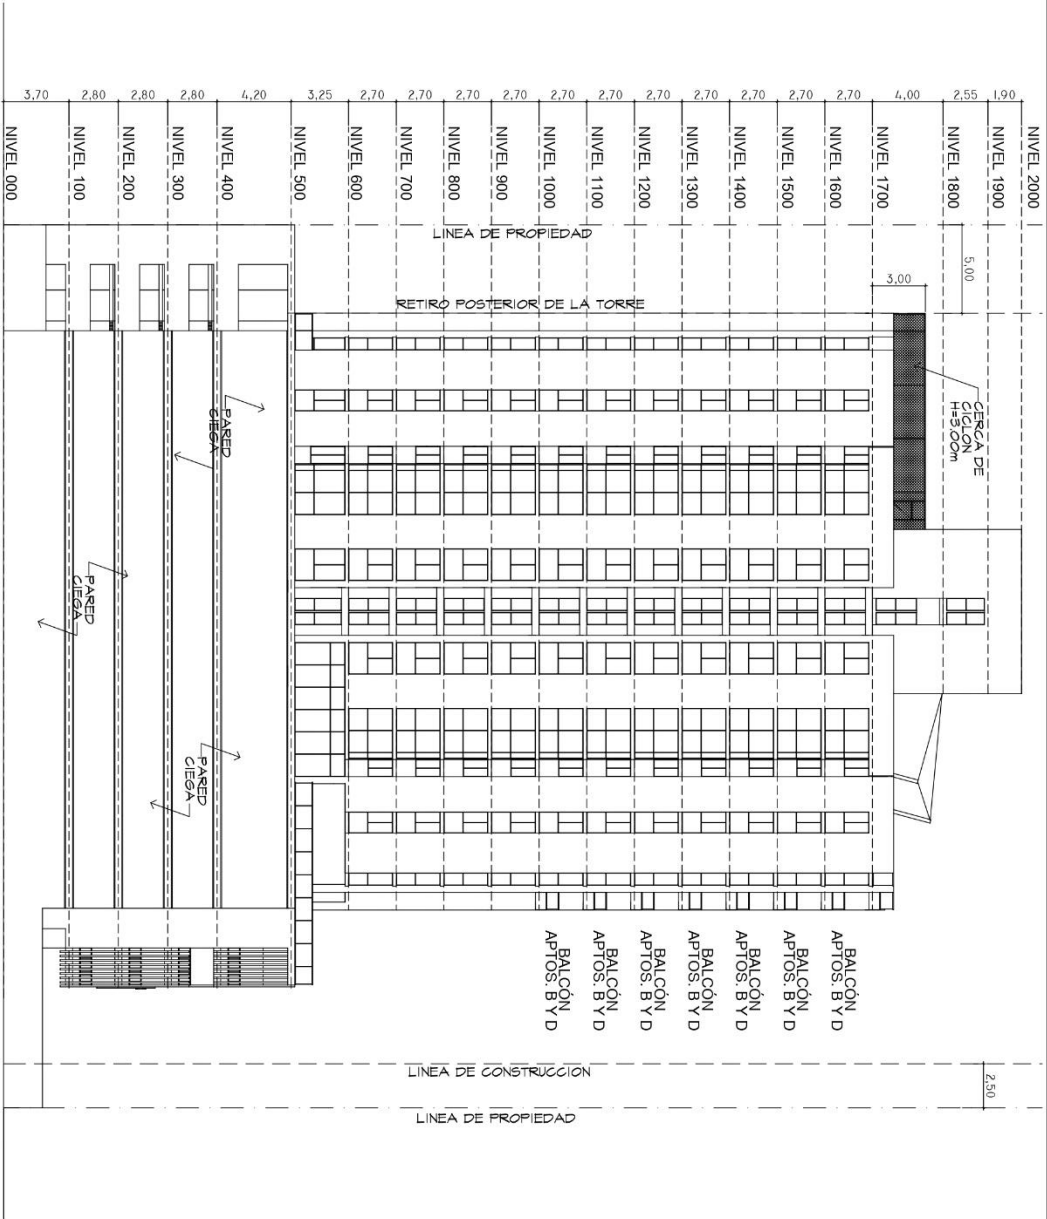 3,70
2,80
2,80
2,80
4,20
3,25
2,70
2,70
2,70
2,70
2,70
2,70
2,70
2,70
2,70
2,70
2,70
4,00
2,55
1,90
NIVEL 000
NIVEL 100
NIVEL 200
NIVEL 300
NIVEL 400
NIVEL 500
NIVEL 600
NIVEL 700
NIVEL 800
NIVEL 900
NIVEL 1000
NIVEL 1100
NIVEL 1200
NIVEL 1300
NIVEL 1400
NIVEL 1500
NIVEL 1600
NIVEL 1700
NIVEL 1800
NIVEL 1900
NIVEL 2000
LINEA DE PROPIEDAD
5,00
3,00
RETIRO POSTERIOR DE LA TORRE
CERCA DE
CICLON
H=3.00m
PARED
CIEGA
PARED
CIEGA
PARED
CIEGA
BALCÓN
APTOS. B Y D
BALCÓN
APTOS. B Y D
BALCÓN
APTOS. B Y D
BALCÓN
APTOS. B Y D
BALCÓN
APTOS. B Y D
BALCÓN
APTOS. B Y D
BALCÓN
APTOS. B Y D
LINEA DE CONSTRUCCION
2,50
LINEA DE PROPIEDAD